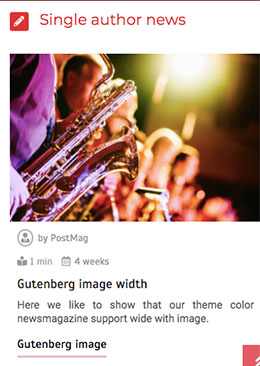 Single author news
by PostMag
1 min 4 weeks
Gutenberg image width
Here we like to show that our theme color
newsmagazine support wide with image.
Gutenberg image